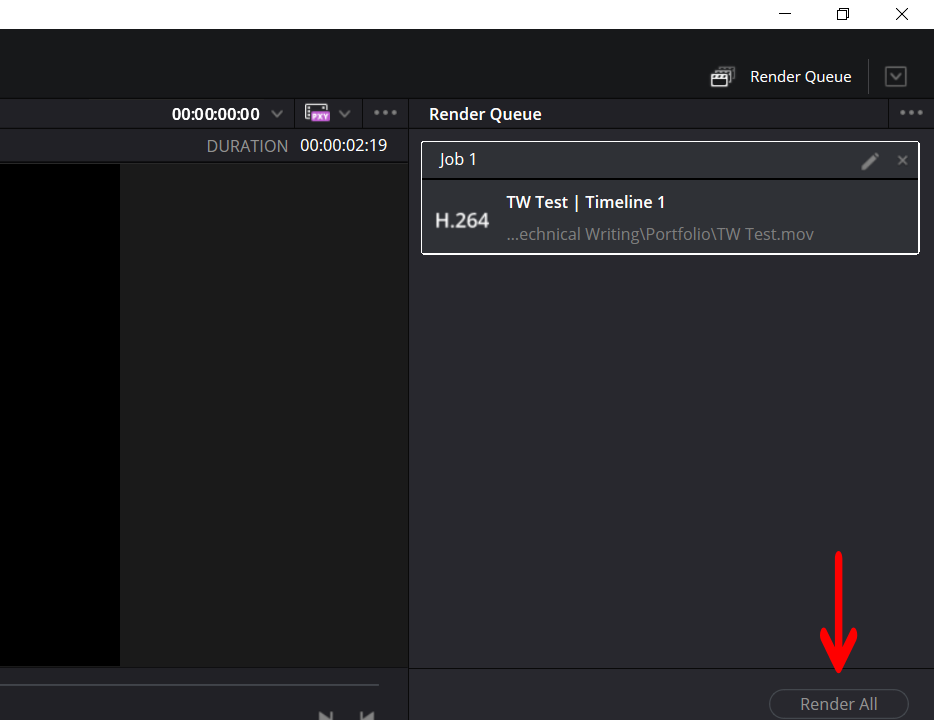 Render Queue
00:00:00:00
PXY
Render Queue
DURATION 00:00:02:19
Job 1
H.264
TW Test | Timeline 1
...echnical Writing\Portfolio\TW Test.mov
Render All